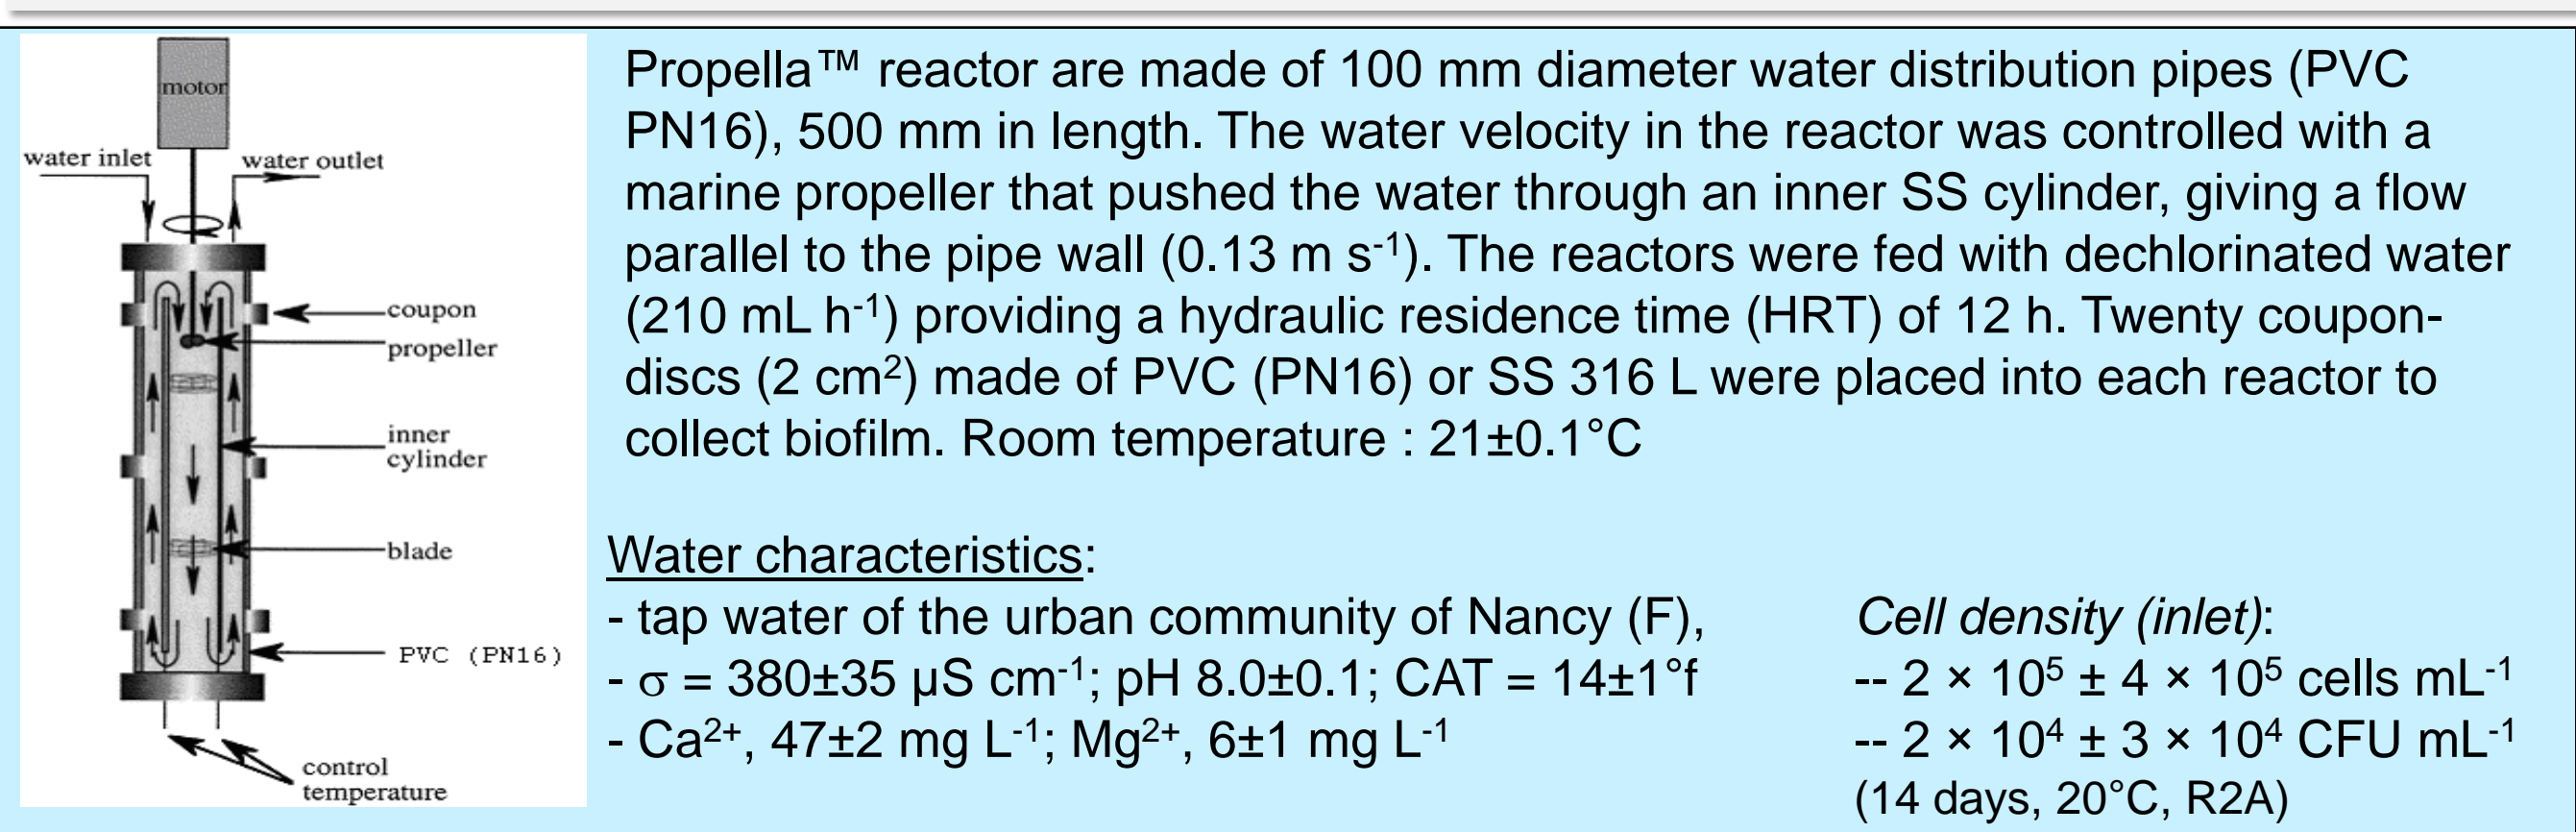 motor
water inlet
water outlet
coupon
propeller
inner
cylinder
blade
PVC (PN16)
control
temperature
Propella™ reactor are made of 100 mm diameter water distribution pipes (PVC
PN16), 500 mm in length. The water velocity in the reactor was controlled with a
marine propeller that pushed the water through an inner SS cylinder, giving a flow
parallel to the pipe wall (0.13 m s⁻¹). The reactors were fed with dechlorinated water
(210 mL h⁻¹) providing a hydraulic residence time (HRT) of 12 h. Twenty coupon-
discs (2 cm²) made of PVC (PN16) or SS 316 L were placed into each reactor to
collect biofilm. Room temperature : 21±0.1°C
Water characteristics:
- tap water of the urban community of Nancy (F),
- σ = 380±35 µS cm⁻¹; pH 8.0±0.1; CAT = 14±1°f
- Ca²⁺, 47±2 mg L⁻¹; Mg²⁺, 6±1 mg L⁻¹
Cell density (inlet):
-- 2 × 10⁵ ± 4 × 10⁵ cells mL⁻¹
-- 2 × 10⁴ ± 3 × 10⁴ CFU mL⁻¹
(14 days, 20°C, R2A)